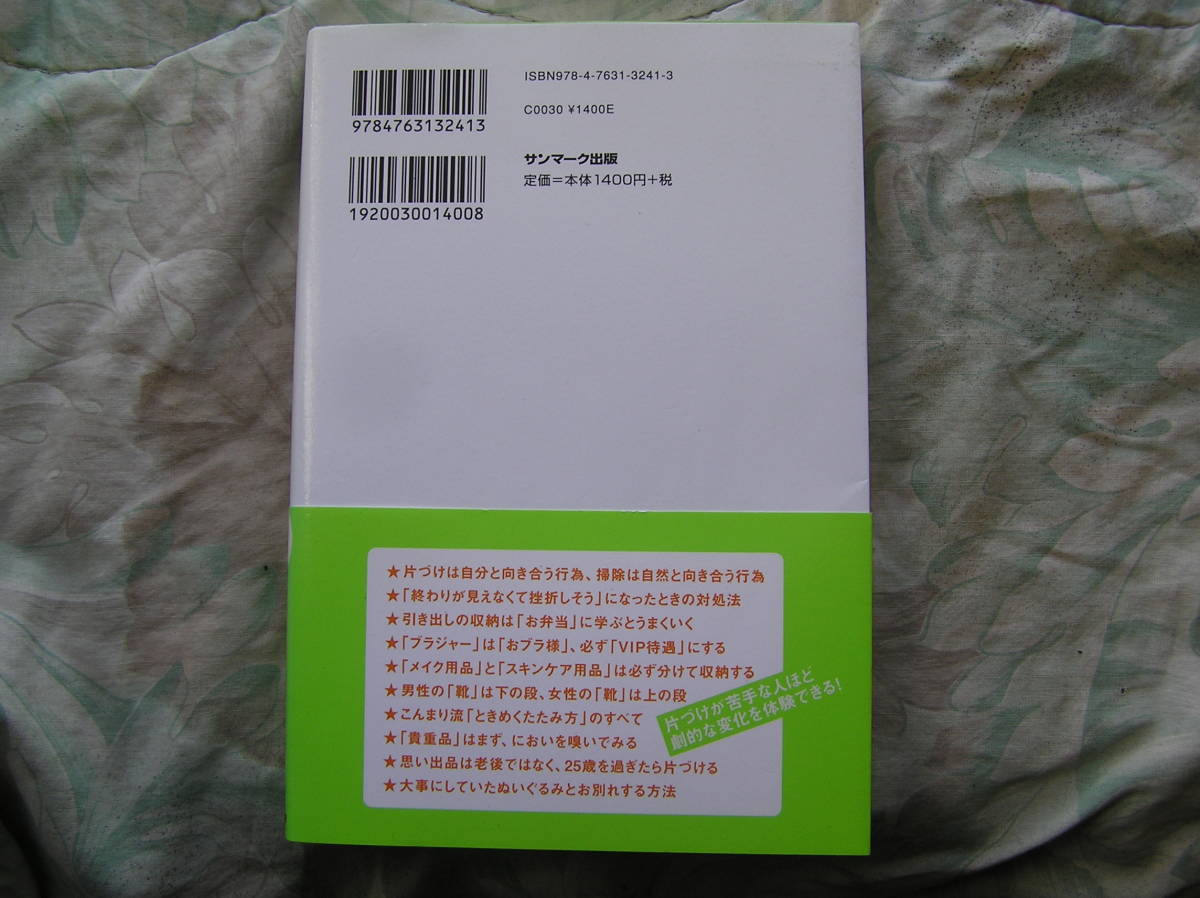 ISBN978-4-7631-3241-3
C0030 ¥1400E
9784763132413
サンマーク出版
定価=本体1400円+税
1920030014008
★片づけは自分と向き合う行為、掃除は自然と向き合う行為
★「終わりが見えなくて挫折しそう」になったときの対処法
★引き出しの収納は「お弁当」に学ぶとうまくいく
★「ブラジャー」は「おブラ様」、必ず「VIP待遇」にする
★「メイク用品」と「スキンケア用品」は必ず分けて収納する
★男性の「靴」は下の段、女性の「靴」は上の段
★こんまり流「ときめくたたみ方」のすべて
★「貴重品」はまず、においを嗅いでみる
★思い出品は老後ではなく、25歳を過ぎたら片づける
★大事にしていたぬいぐるみとお別れする方法
片づけが苦手な人ほど
劇的な変化を体験できる!